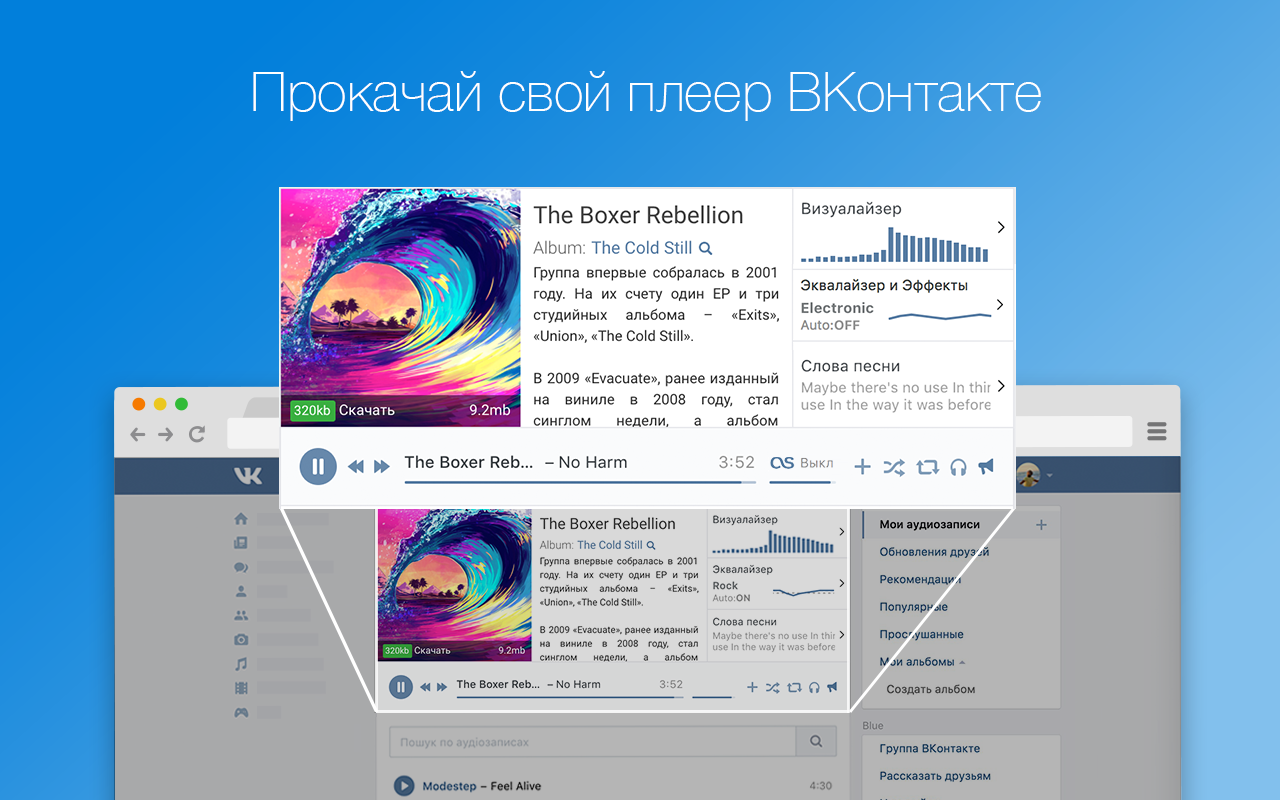 Прокачай свой плеер ВКонтакте
The Boxer Rebellion
Album: The Cold Still
Группа впервые собралась в 2001
году. На их счету один EP и три
студийных альбома – «Exits»,
«Union», «The Cold Still».
В 2009 «Evacuate», ранее изданный
на виниле в 2008 году, стал
синглом недели, а альбом
320kb Скачать 9.2mb
Визуалайзер
Эквалайзер и Эффекты
Electronic
Auto:OFF
Слова песни
Maybe there's no use In thir
use In the way it was before
The Boxer Reb... – No Harm 3:52 Выкл
The Boxer Rebellion
Album: The Cold Still
Группа впервые собралась в 2001
году. На их счету один EP и три
студийных альбома – «Exits»,
«Union», «The Cold Still».
В 2009 «Evacuate», ранее изданный
на виниле в 2008 году, стал
синглом недели, а альбом
320kb Скачать 9.2mb
Визуалайзер
Эквалайзер
Rock
Auto:ON
Слова песни
Maybe there's no use In thir
use In the way it was before
The Boxer Reb... – No Harm 3:52
Пошук по аудіозаписах
Modestep – Feel Alive 4:30
Мои аудиозаписи
Обновления друзей
Рекомендации
Популярные
Прослушанные
Мои альбомы
Создать альбом
Blue
Группа ВКонтакте
Рассказать друзьям